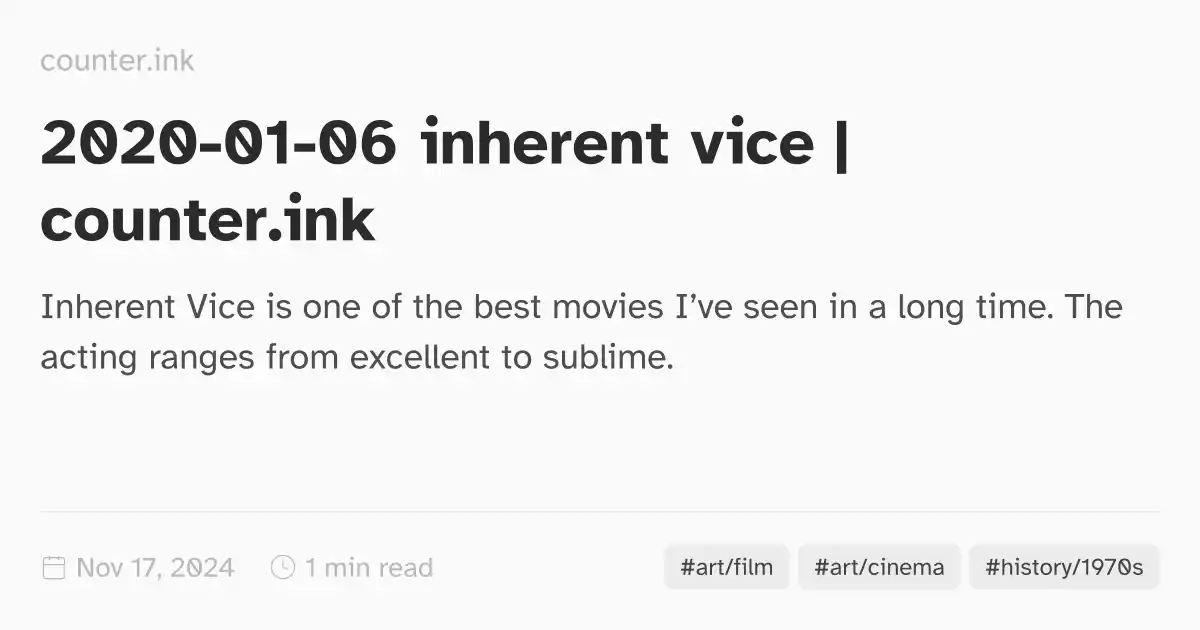 counter.ink
2020-01-06 inherent vice |
counter.ink
Inherent Vice is one of the best movies I’ve seen in a long time. The
acting ranges from excellent to sublime.
Nov 17, 2024 1 min read #art/film #art/cinema #history/1970s